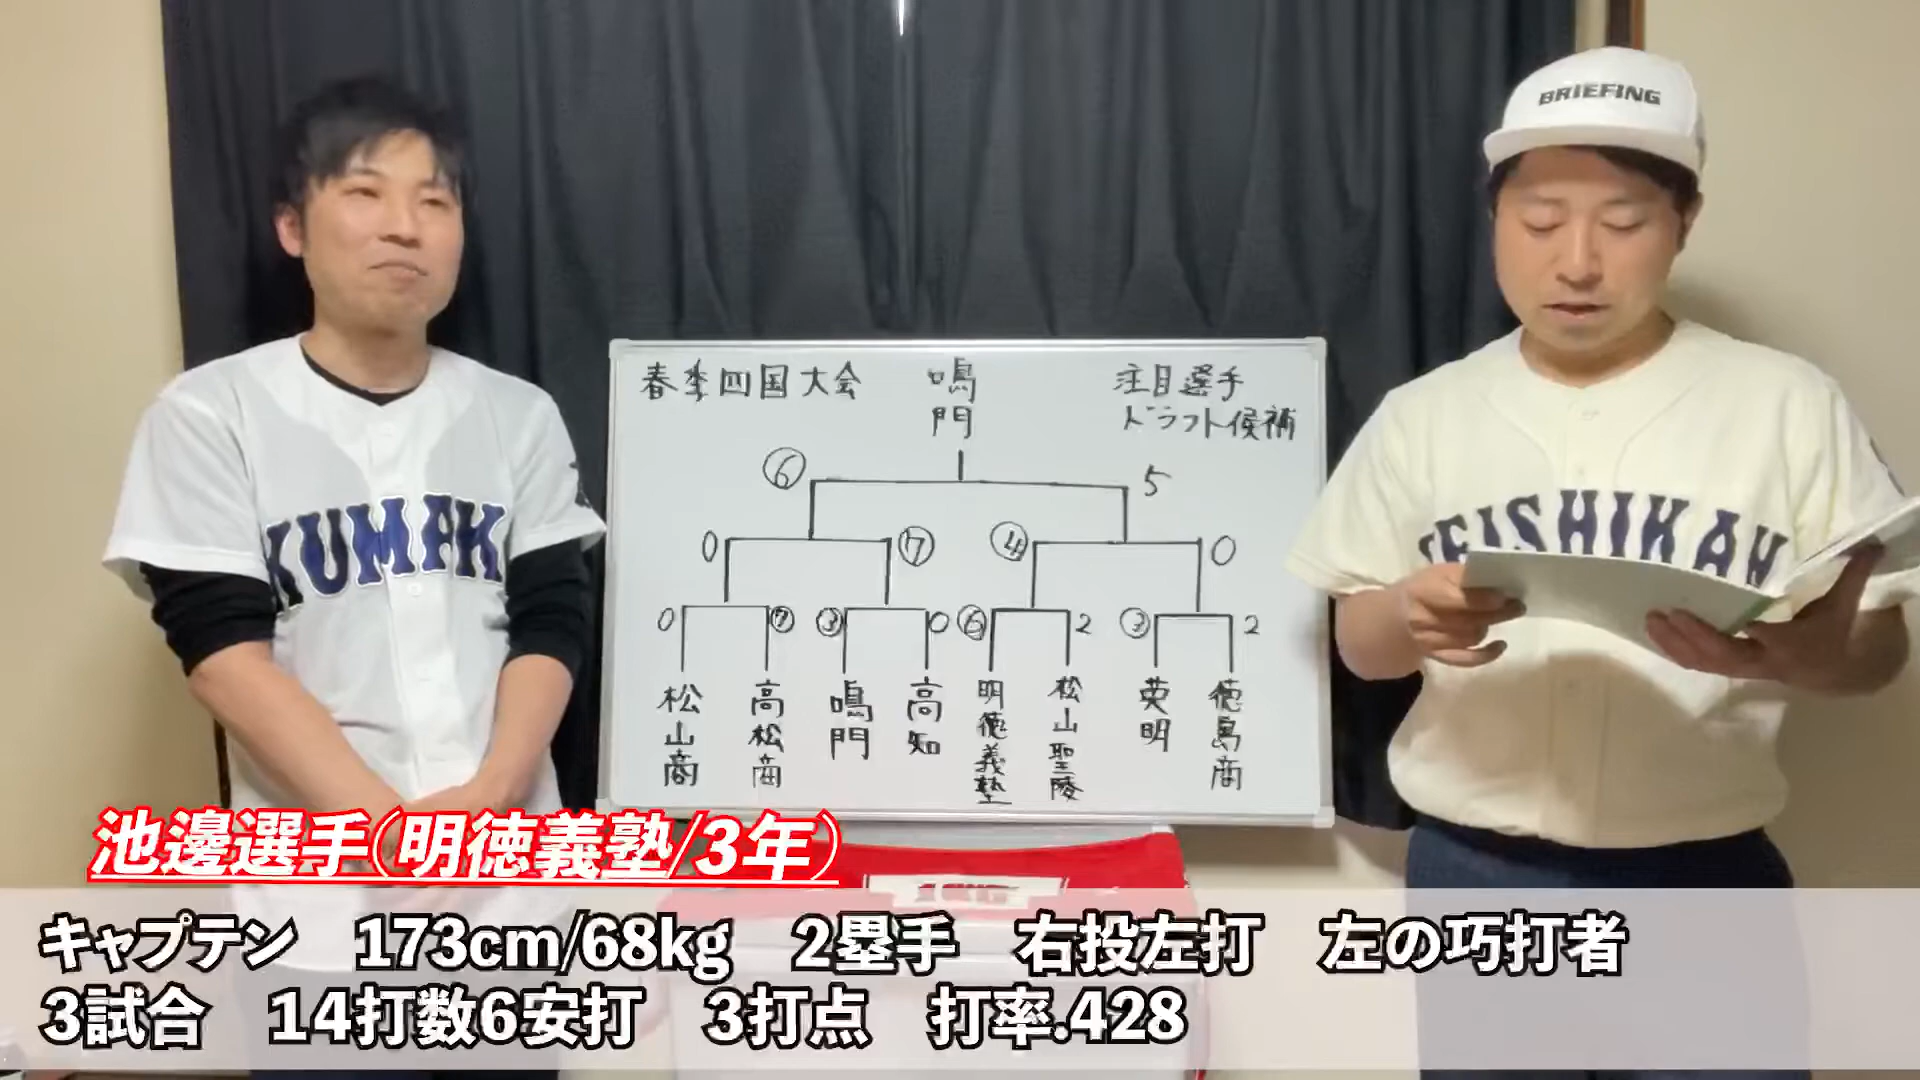 BRIEFING
春季四国大会
鳴門
注目選手
ドラフト候補
⑥ 5
0 ⑦ ④ 0
0 ⑦ ③ 0 ⑥ 2 ③ 2
松山商
高松商
鳴門
高知
明徳義塾
松山聖陵
英明
徳島商
KUMAK
EISHIKAN
池邊選手(明徳義塾/3年)
キャプテン 173cm/68kg 2塁手 右投左打 左の巧打者
3試合 14打数6安打 3打点 打率.428